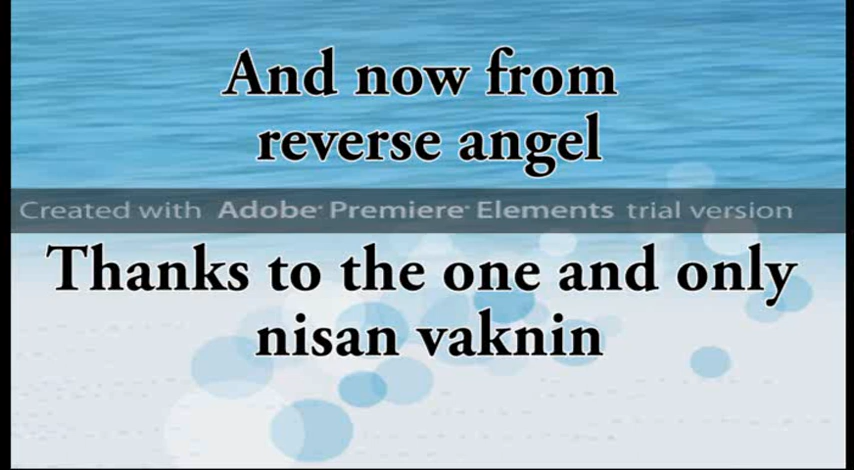 And now from
reverse angel
Created with Adobe® Premiere® Elements trial version
Thanks to the one and only
nisan vaknin